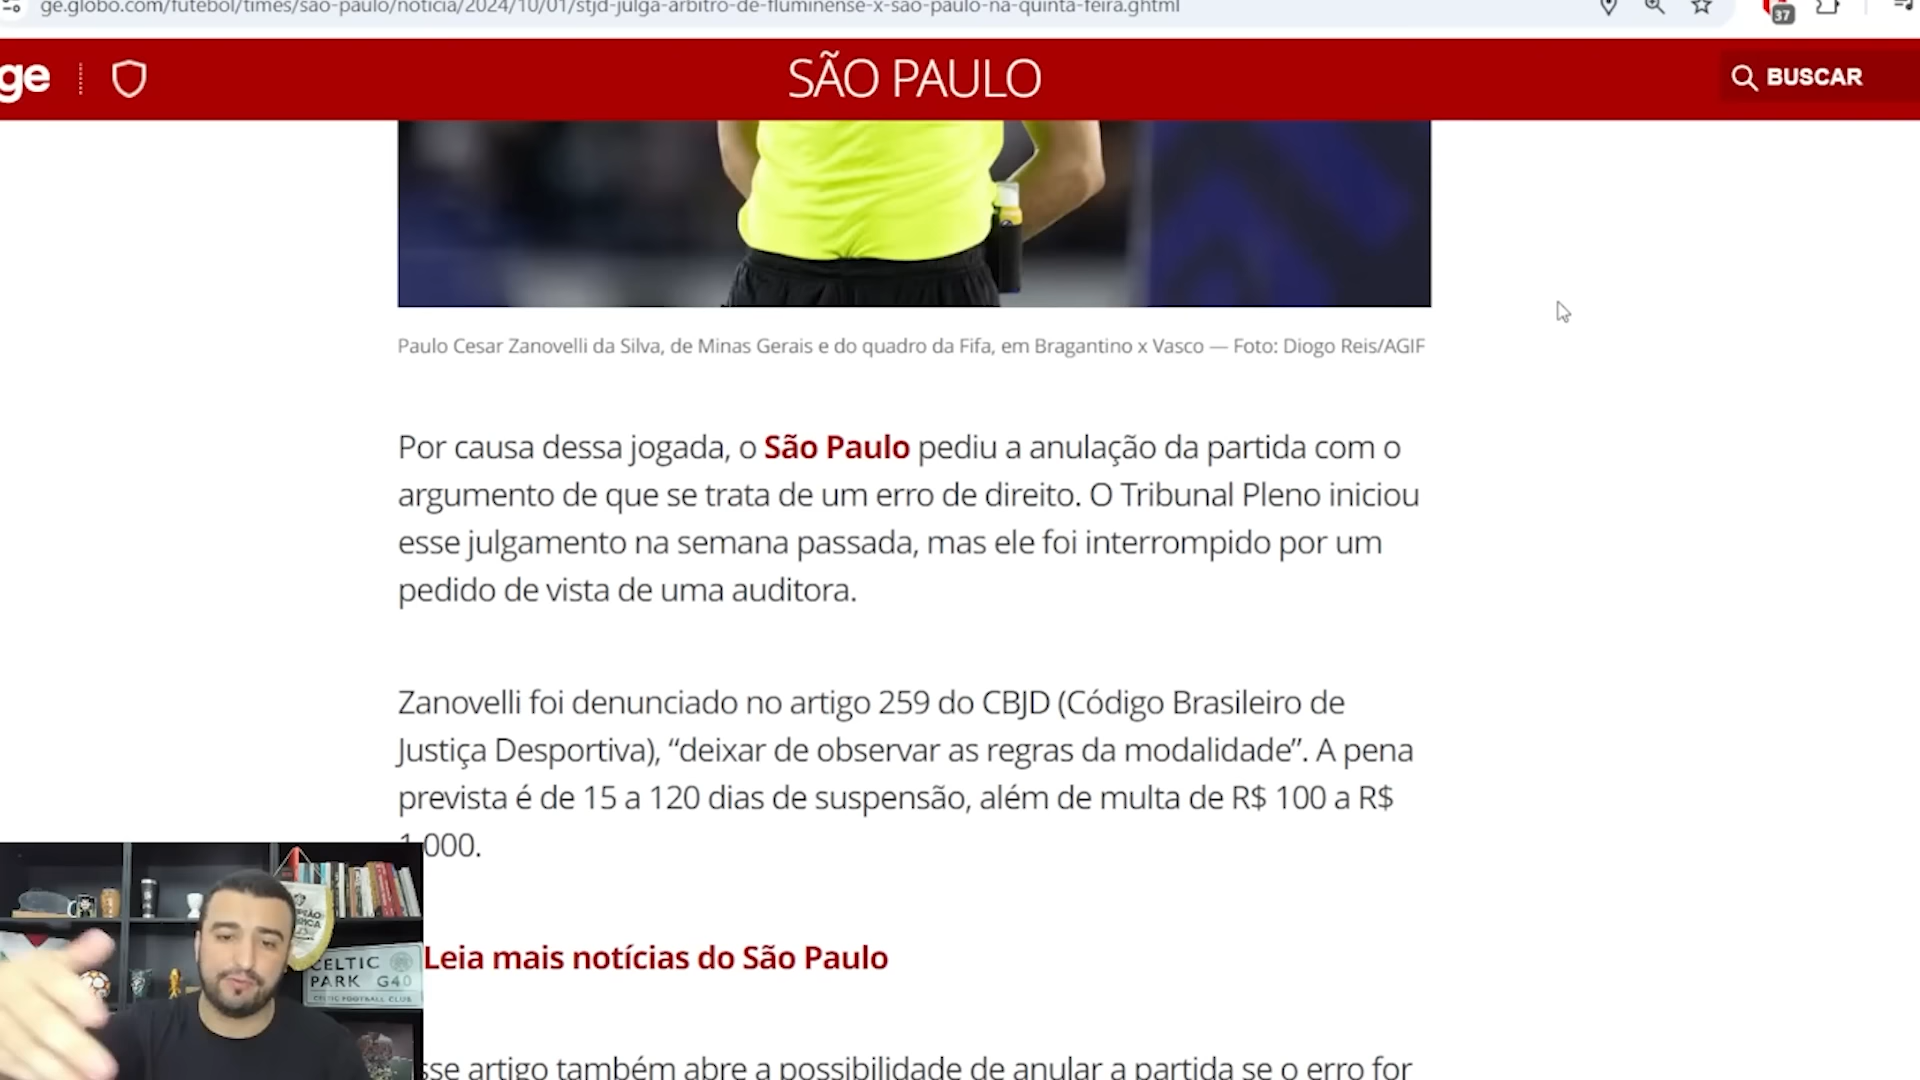 ge.globo.com/futebol/times/sao-paulo/noticia/2024/10/01/stjd-julga-arbitro-de-fluminense-x-sao-paulo-na-quinta-feira.ghtml
37
ge
SÃO PAULO
BUSCAR
Paulo Cesar Zanovelli da Silva, de Minas Gerais e do quadro da Fifa, em Bragantino x Vasco — Foto: Diogo Reis/AGIF
Por causa dessa jogada, o São Paulo pediu a anulação da partida com o
argumento de que se trata de um erro de direito. O Tribunal Pleno iniciou
esse julgamento na semana passada, mas ele foi interrompido por um
pedido de vista de uma auditora.
Zanovelli foi denunciado no artigo 259 do CBJD (Código Brasileiro de
Justiça Desportiva), “deixar de observar as regras da modalidade”. A pena
prevista é de 15 a 120 dias de suspensão, além de multa de R$ 100 a R$
1.000.
Leia mais notícias do São Paulo
sse artigo também abre a possibilidade de anular a partida se o erro for
CELTIC
PARK G40
CELTIC FOOTBALL CLUB